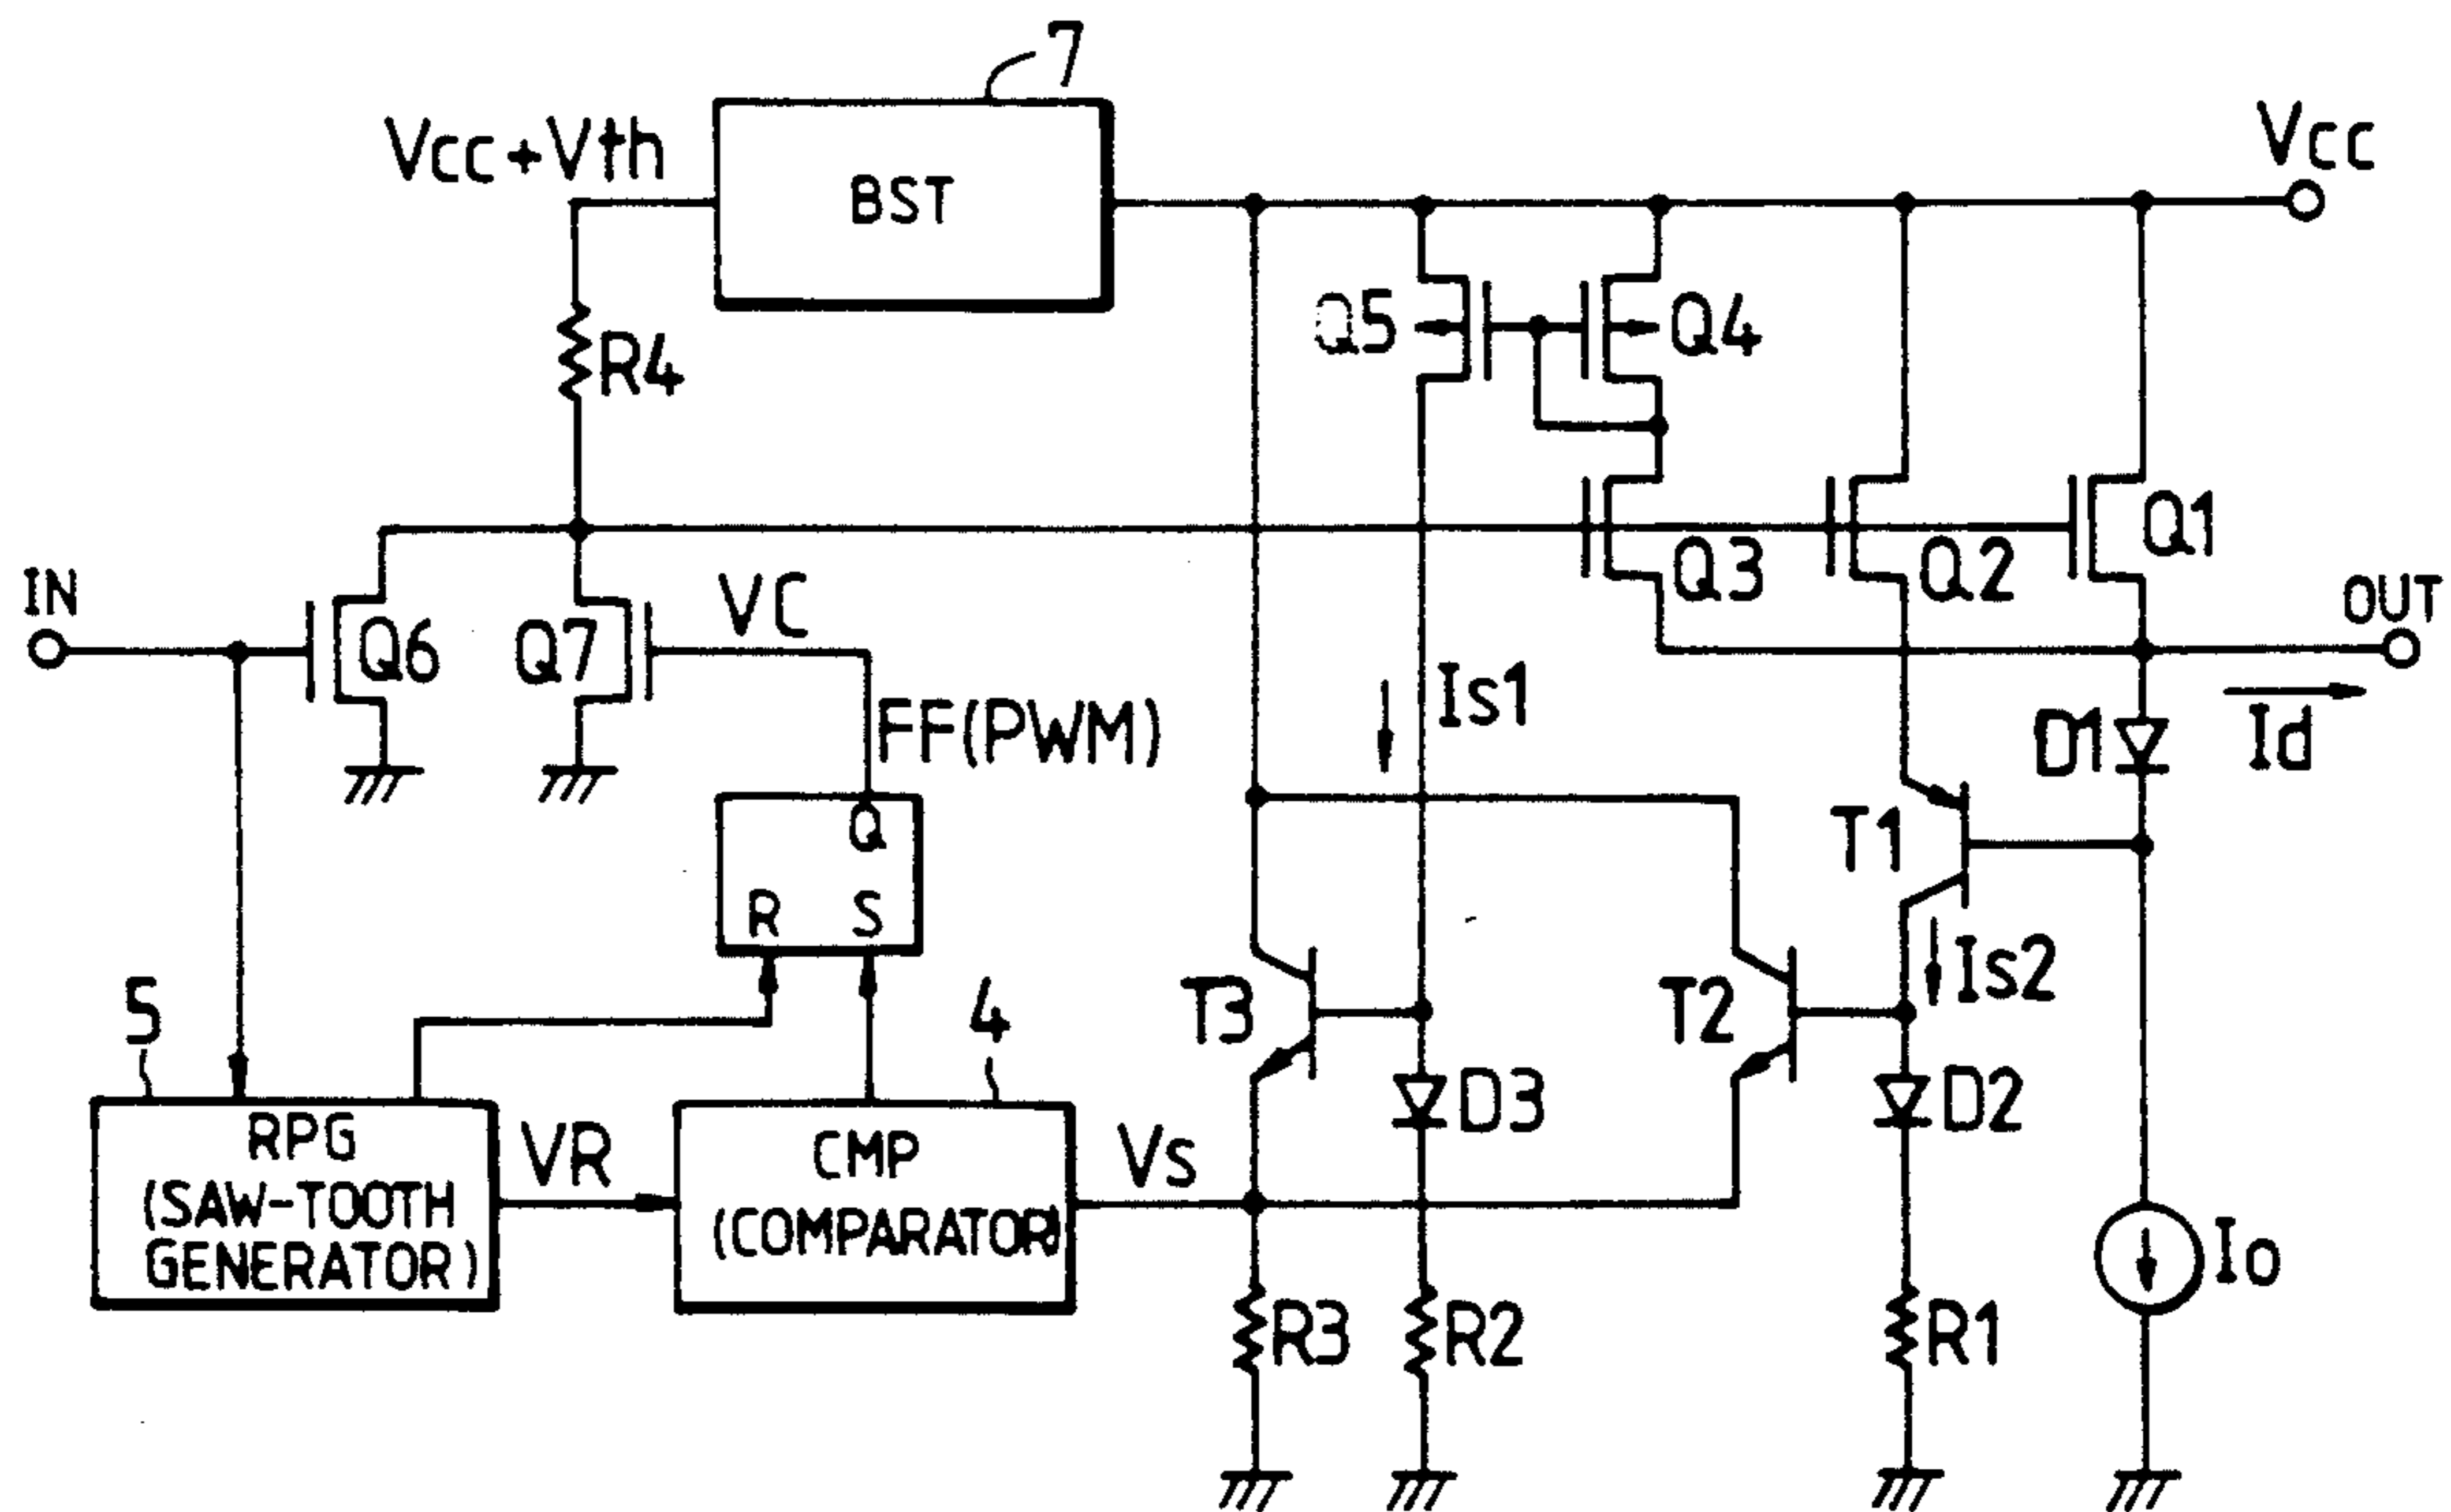 7
Vcc+Vth
BST
Vcc
R4
Q5
Q4
Q3
Q2
Q1
IN
Q6
Q7
VC
OUT
Is1
FF(PWM)
D1
Id
Q
T1
R
S
Is2
5
4
T3
T2
D3
D2
RPG
(SAW-TOOTH
GENERATOR)
VR
CMP
(COMPARATOR)
Vs
Io
R3
R2
R1